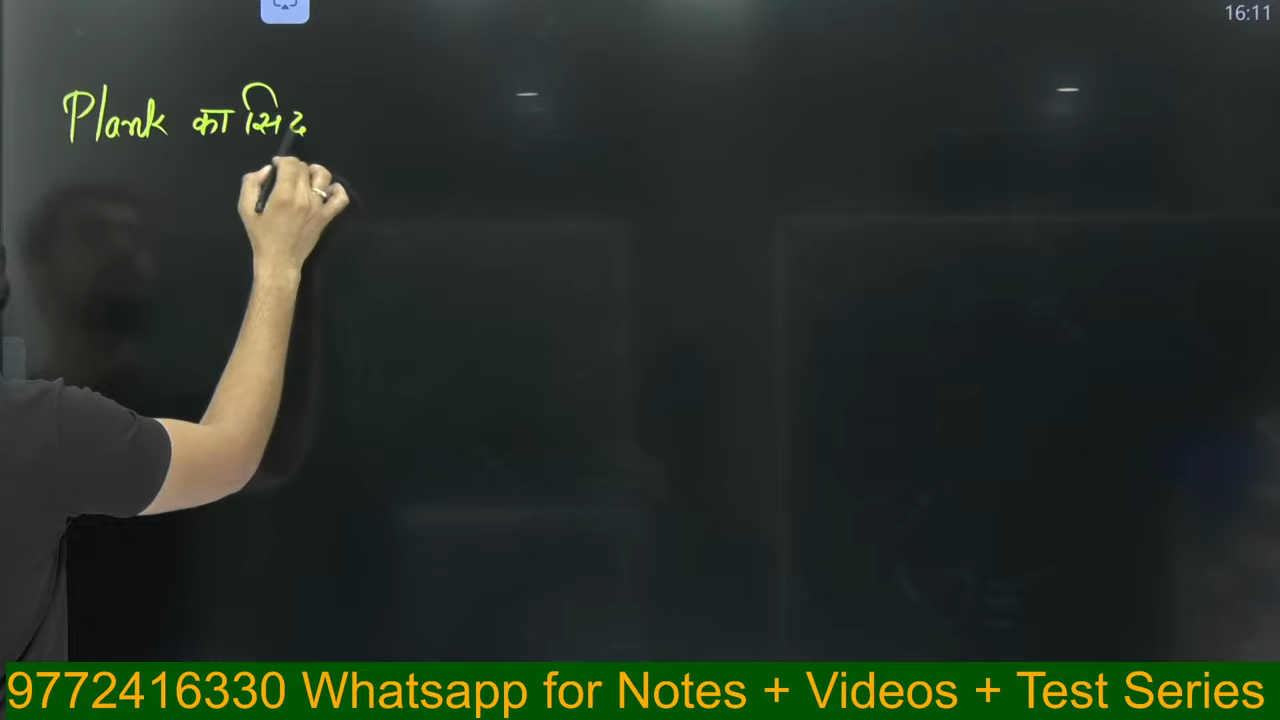 16:11
Plank का सिद
9772416330 Whatsapp for Notes + Videos + Test Series